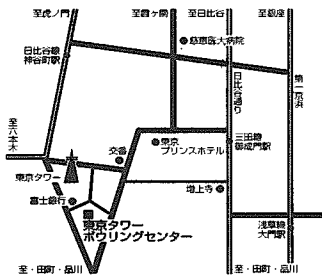 至虎ノ門
至霞ヶ関
至日比谷
至銀座
慈恵医大病院
日比谷線
神谷町駅
日比谷通り
第一京浜
至六本木
交番
東京
プリンスホテル
三田線
御成門駅
東京タワー
富士銀行
増上寺
東京タワー
ボウリングセンター
浅草線
大門駅
至・田町・品川
至・田町・品川